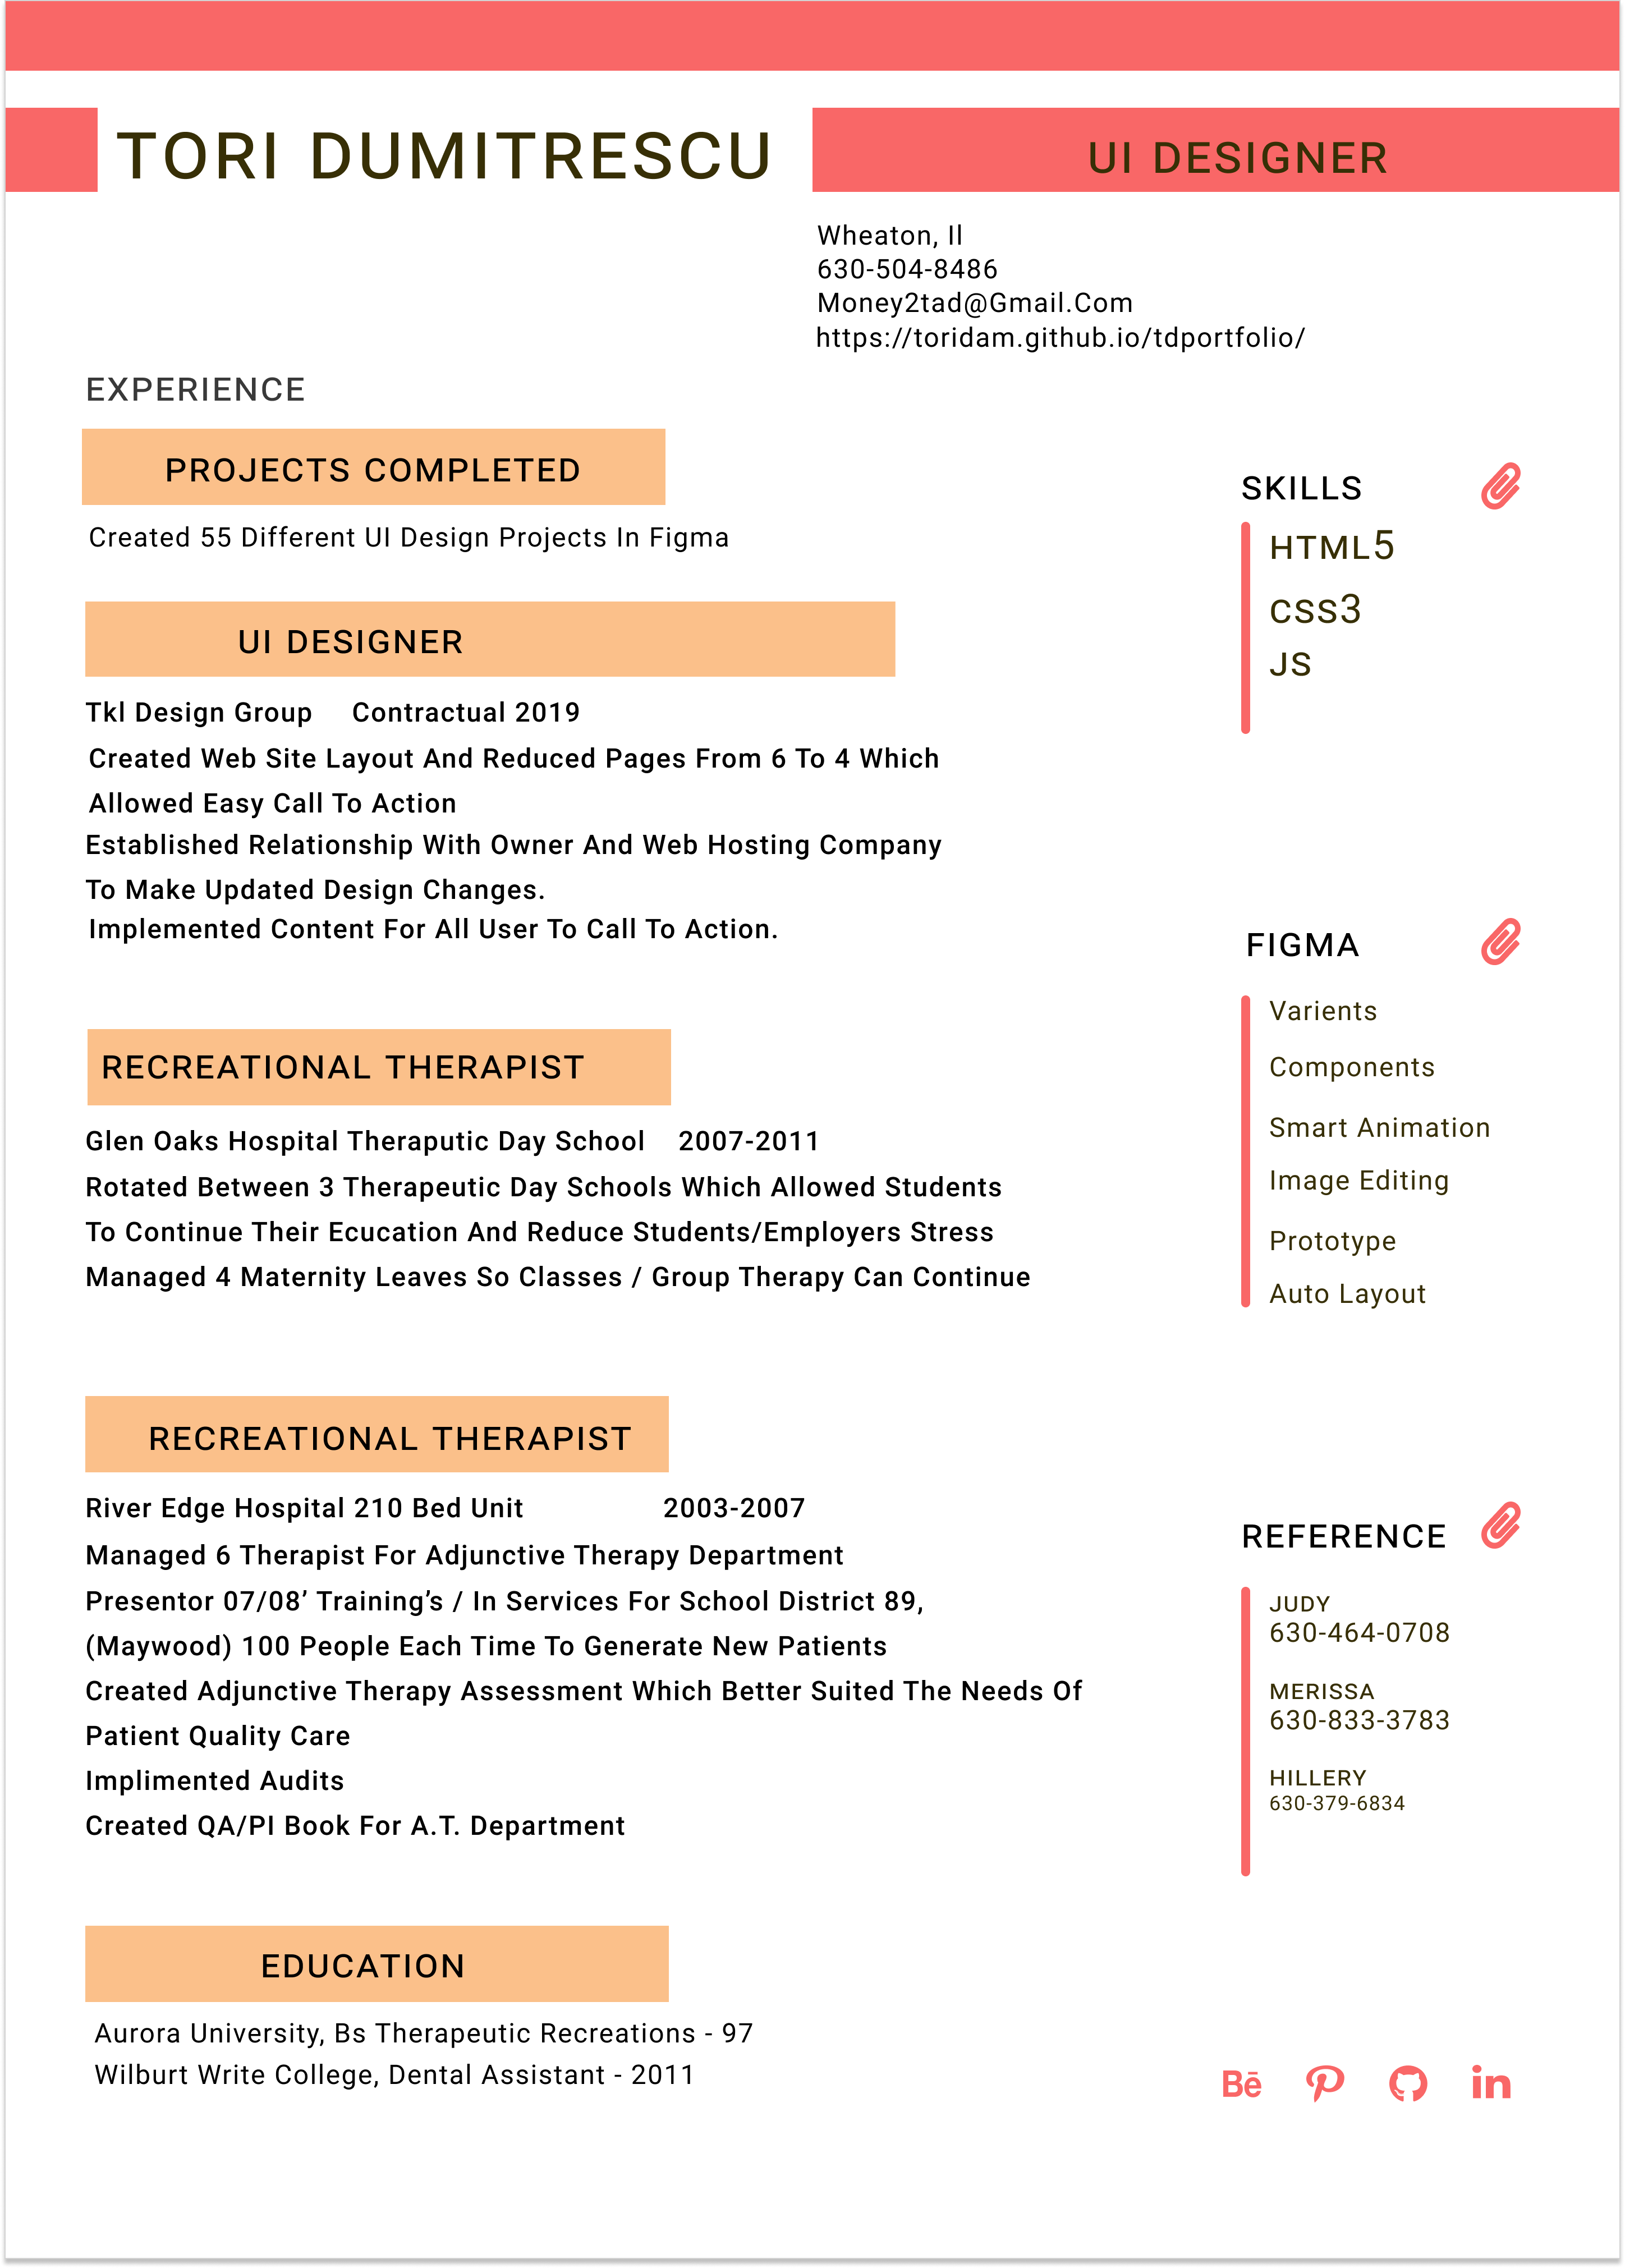 TORI DUMITRESCU
UI DESIGNER
Wheaton, Il
630-504-8486
Money2tad@Gmail.Com
https://toridam.github.io/tdportfolio/
EXPERIENCE
PROJECTS COMPLETED
Created 55 Different UI Design Projects In Figma
UI DESIGNER
Tkl Design Group Contractual 2019
Created Web Site Layout And Reduced Pages From 6 To 4 Which
Allowed Easy Call To Action
Established Relationship With Owner And Web Hosting Company
To Make Updated Design Changes.
Implemented Content For All User To Call To Action.
RECREATIONAL THERAPIST
Glen Oaks Hospital Theraputic Day School 2007-2011
Rotated Between 3 Therapeutic Day Schools Which Allowed Students
To Continue Their Ecucation And Reduce Students/Employers Stress
Managed 4 Maternity Leaves So Classes / Group Therapy Can Continue
RECREATIONAL THERAPIST
River Edge Hospital 210 Bed Unit 2003-2007
Managed 6 Therapist For Adjunctive Therapy Department
Presentor 07/08’ Training’s / In Services For School District 89,
(Maywood) 100 People Each Time To Generate New Patients
Created Adjunctive Therapy Assessment Which Better Suited The Needs Of
Patient Quality Care
Implimented Audits
Created QA/PI Book For A.T. Department
EDUCATION
Aurora University, Bs Therapeutic Recreations - 97
Wilburt Write College, Dental Assistant - 2011
SKILLS
HTML5
CSS3
JS
FIGMA
Varients
Components
Smart Animation
Image Editing
Prototype
Auto Layout
REFERENCE
JUDY
630-464-0708
MERISSA
630-833-3783
HILLERY
630-379-6834
Bē
in